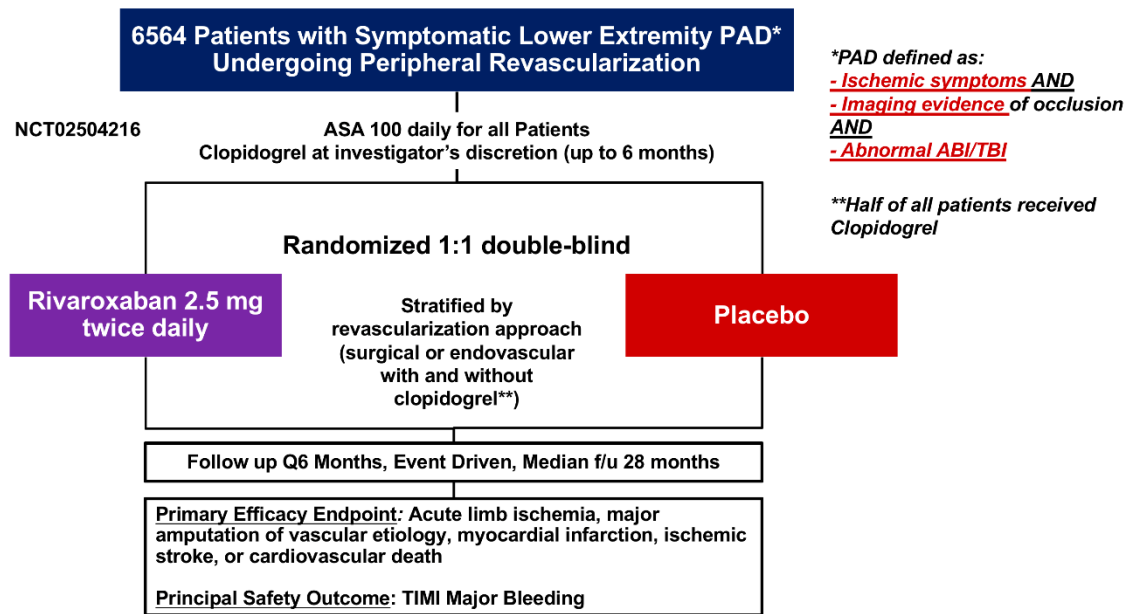 6564 Patients with Symptomatic Lower Extremity PAD*
Undergoing Peripheral Revascularization
*PAD defined as:
- Ischemic symptoms AND
- Imaging evidence of occlusion
AND
- Abnormal ABI/TBI
**Half of all patients received
Clopidogrel
NCT02504216
ASA 100 daily for all Patients
Clopidogrel at investigator's discretion (up to 6 months)
Randomized 1:1 double-blind
Rivaroxaban 2.5 mg
twice daily
Stratified by
revascularization approach
(surgical or endovascular
with and without
clopidogrel**)
Placebo
Follow up Q6 Months, Event Driven, Median f/u 28 months
Primary Efficacy Endpoint: Acute limb ischemia, major
amputation of vascular etiology, myocardial infarction, ischemic
stroke, or cardiovascular death
Principal Safety Outcome: TIMI Major Bleeding